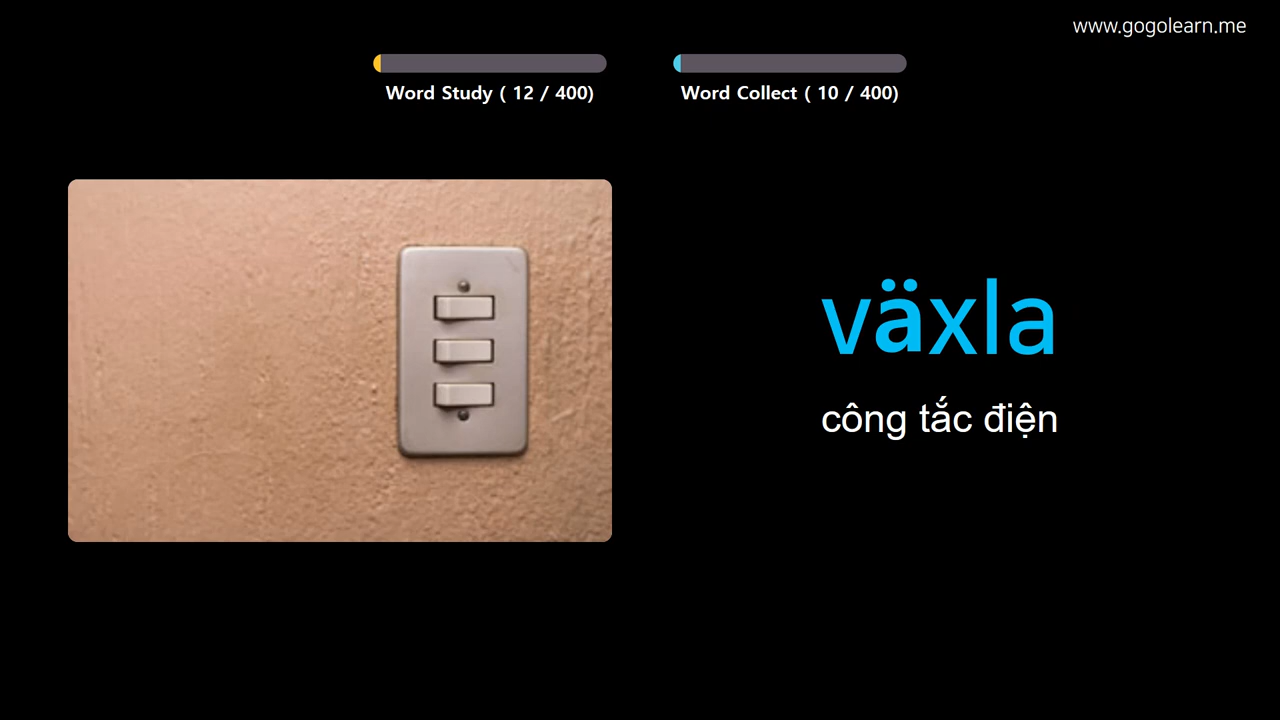 www.gogolearn.me
Word Study ( 12 / 400)
Word Collect ( 10 / 400)
växla
công tắc điện